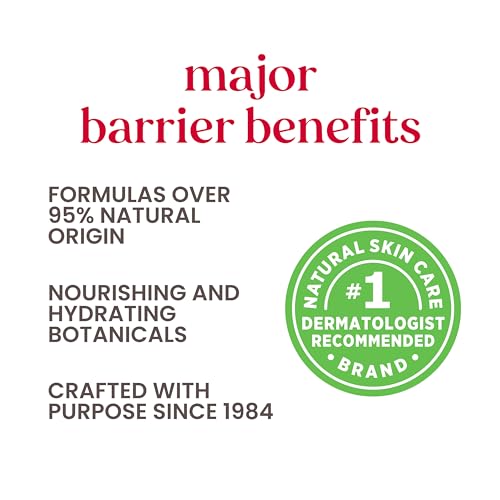 major
barrier benefits
FORMULAS OVER
95% NATURAL
ORIGIN
NOURISHING AND
HYDRATING
BOTANICALS
CRAFTED WITH
PURPOSE SINCE 1984
NATURAL SKIN CARE
#1
DERMATOLOGIST
RECOMMENDED
• BRAND •